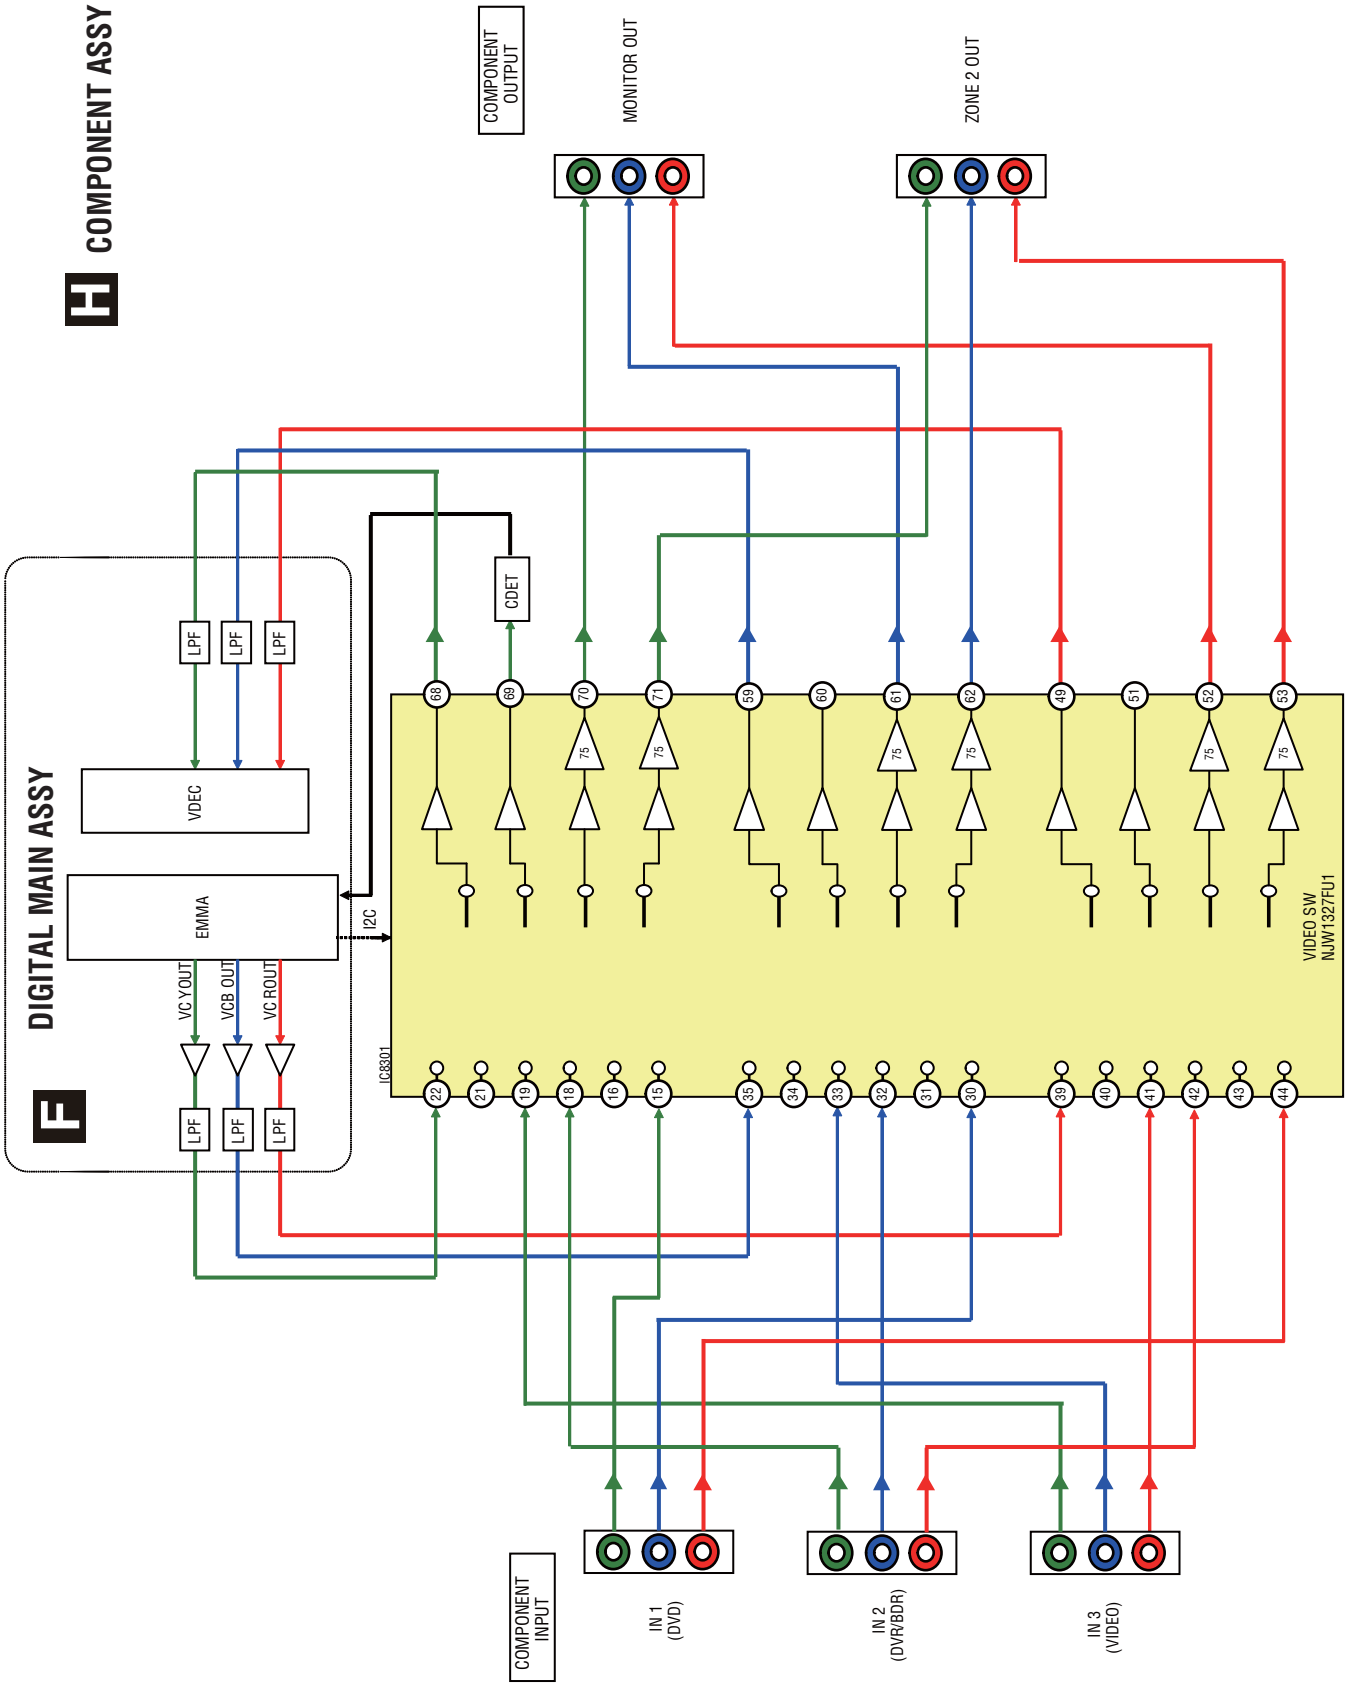 H COMPONENT ASSY
COMPONENT
OUTPUT
MONITOR OUT
ZONE 2 OUT
F DIGITAL MAIN ASSY
LPF
LPF
LPF
VDEC
EMMA
CDET
I2C
VC YOUT
VCB OUT
VC ROUT
LPF
LPF
LPF
IC8301
68
69
70
71
59
60
61
62
49
51
52
53
75
75
75
75
75
75
VIDEO SW
NJW1327FU1
22
21
19
18
16
15
35
34
33
32
31
30
39
40
41
42
43
44
COMPONENT
INPUT
IN 1
(DVD)
IN 2
(DVR/BDR)
IN 3
(VIDEO)